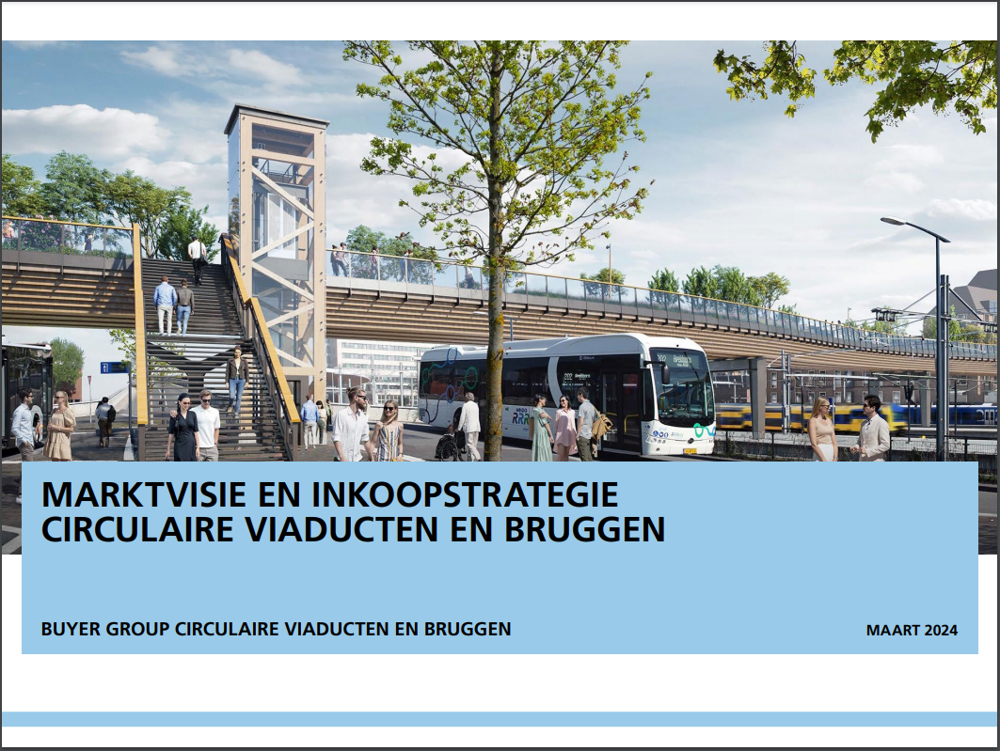 MARKTVISIE EN INKOOPSTRATEGIE
CIRCULAIRE VIADUCTEN EN BRUGGEN
BUYER GROUP CIRCULAIRE VIADUCTEN EN BRUGGEN
MAART 2024